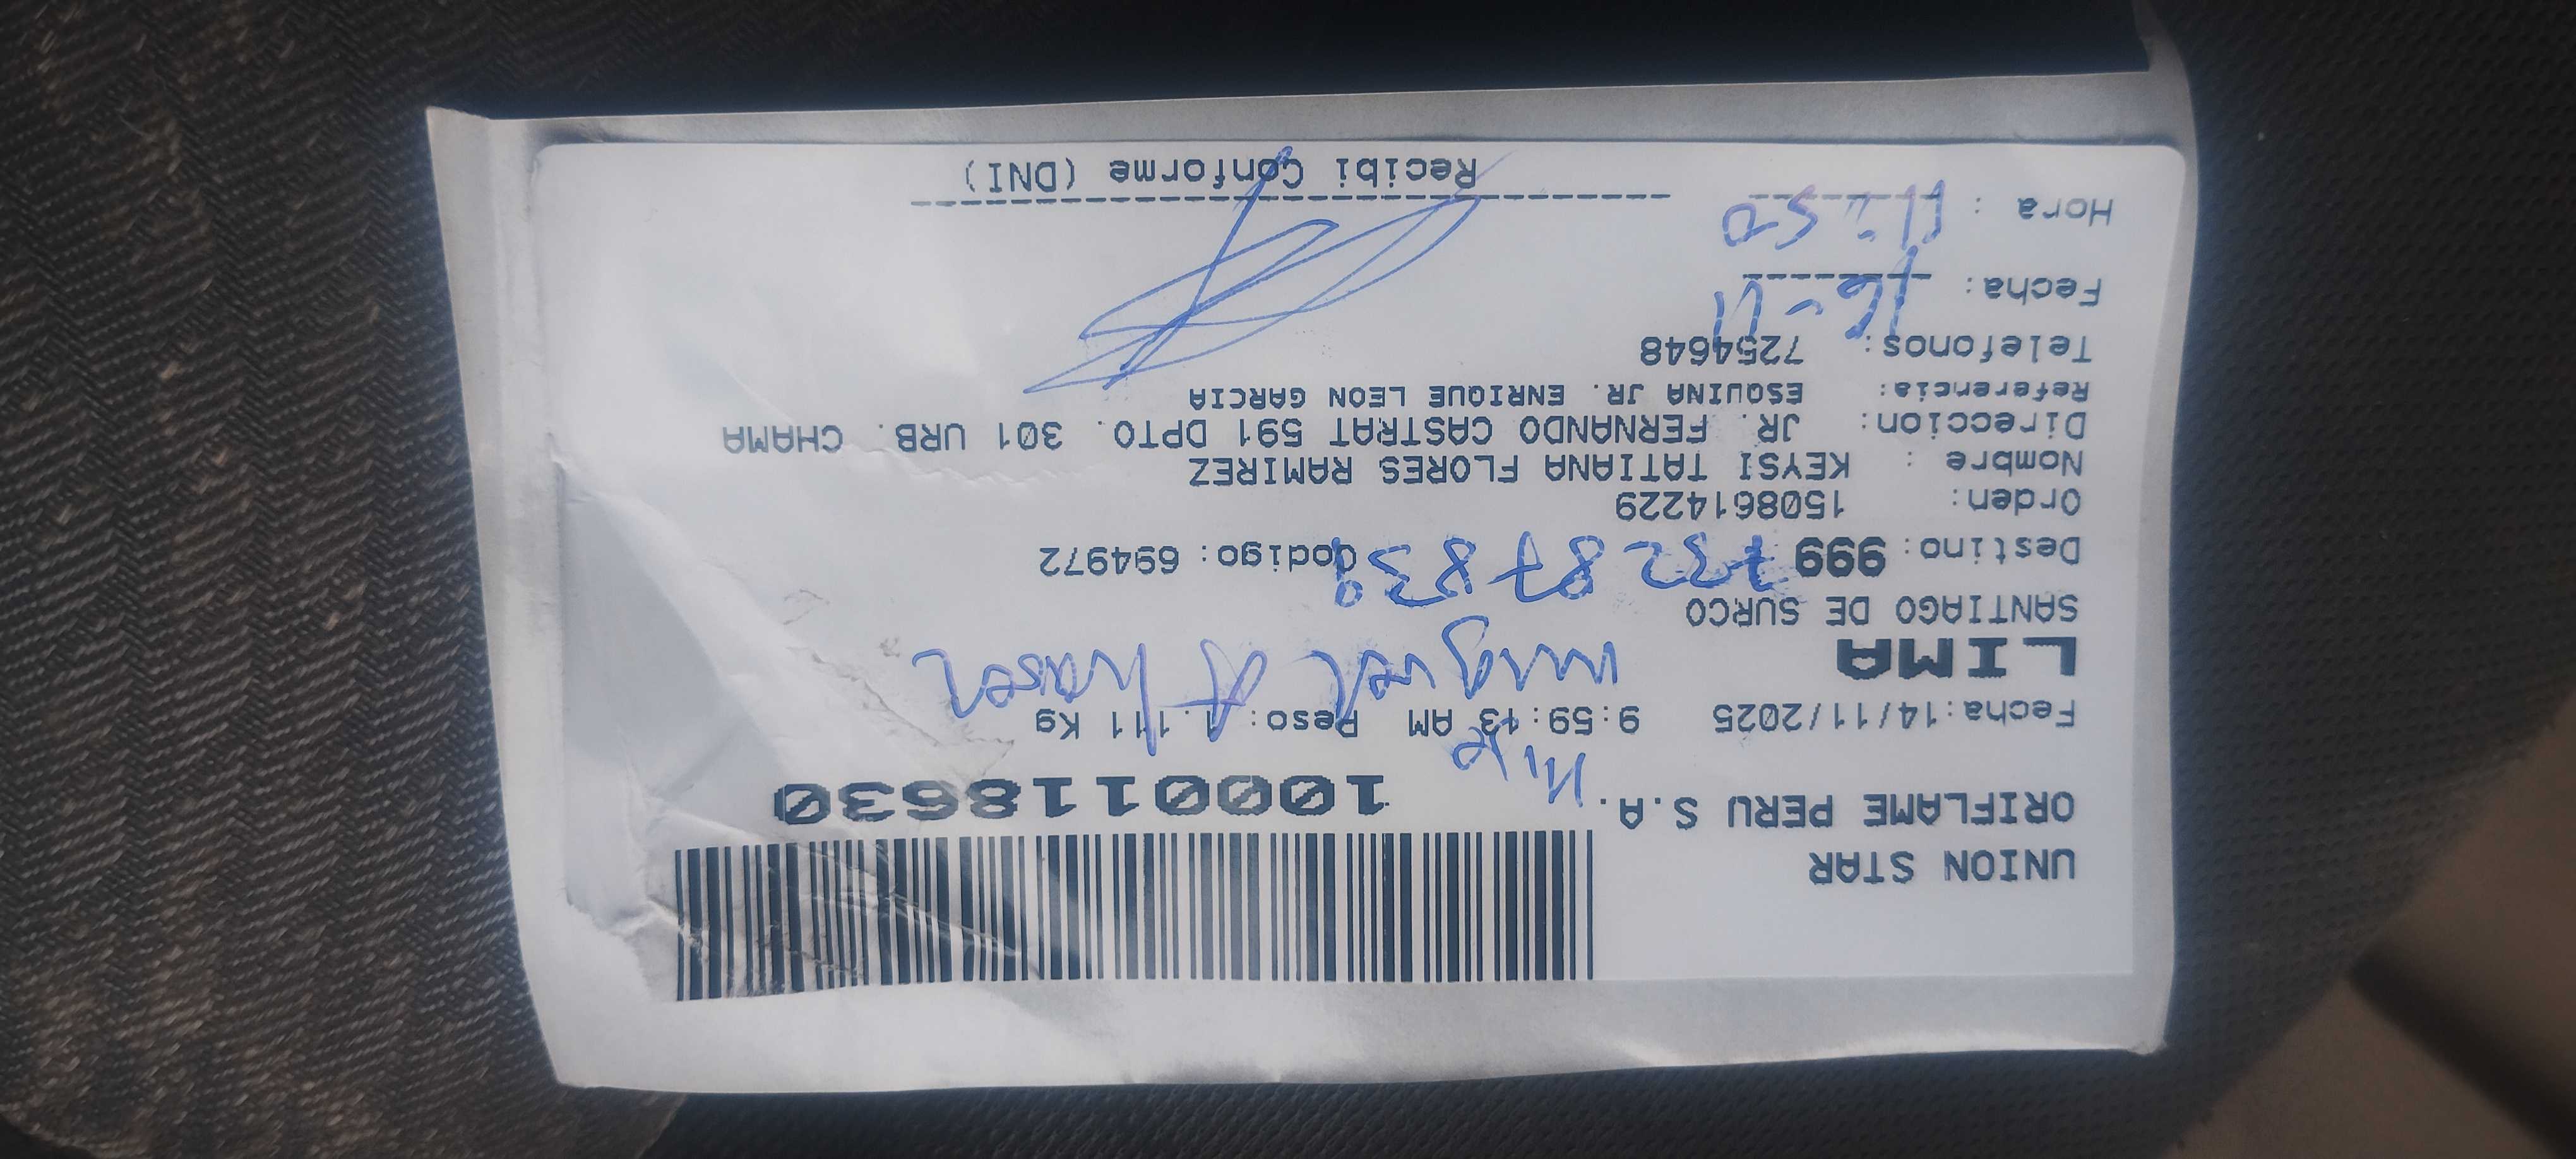 UNION STAR
ORIFLAME PERU S.A.
1000118630
Fecha:14/11/2025 9:59:13 AM Peso: 1.111 Kg
LIMA
miguel A
SANTIAGO DE SURCO
Destino: 999 Codigo: 694972
Orden: 1508614229
Nombre : KEYSI TATIANA FLORES RAMIREZ
Direccion: JR. FERNANDO CASTRAT 591 DPTO. 301 URB. CHAMA
Referencia: ESQUINA JR. ENRIQUE LEON GARCIA
Telefonos: 7254648
Fecha: 16-11
Hora : 11:50
Recibi Conforme (DNI)